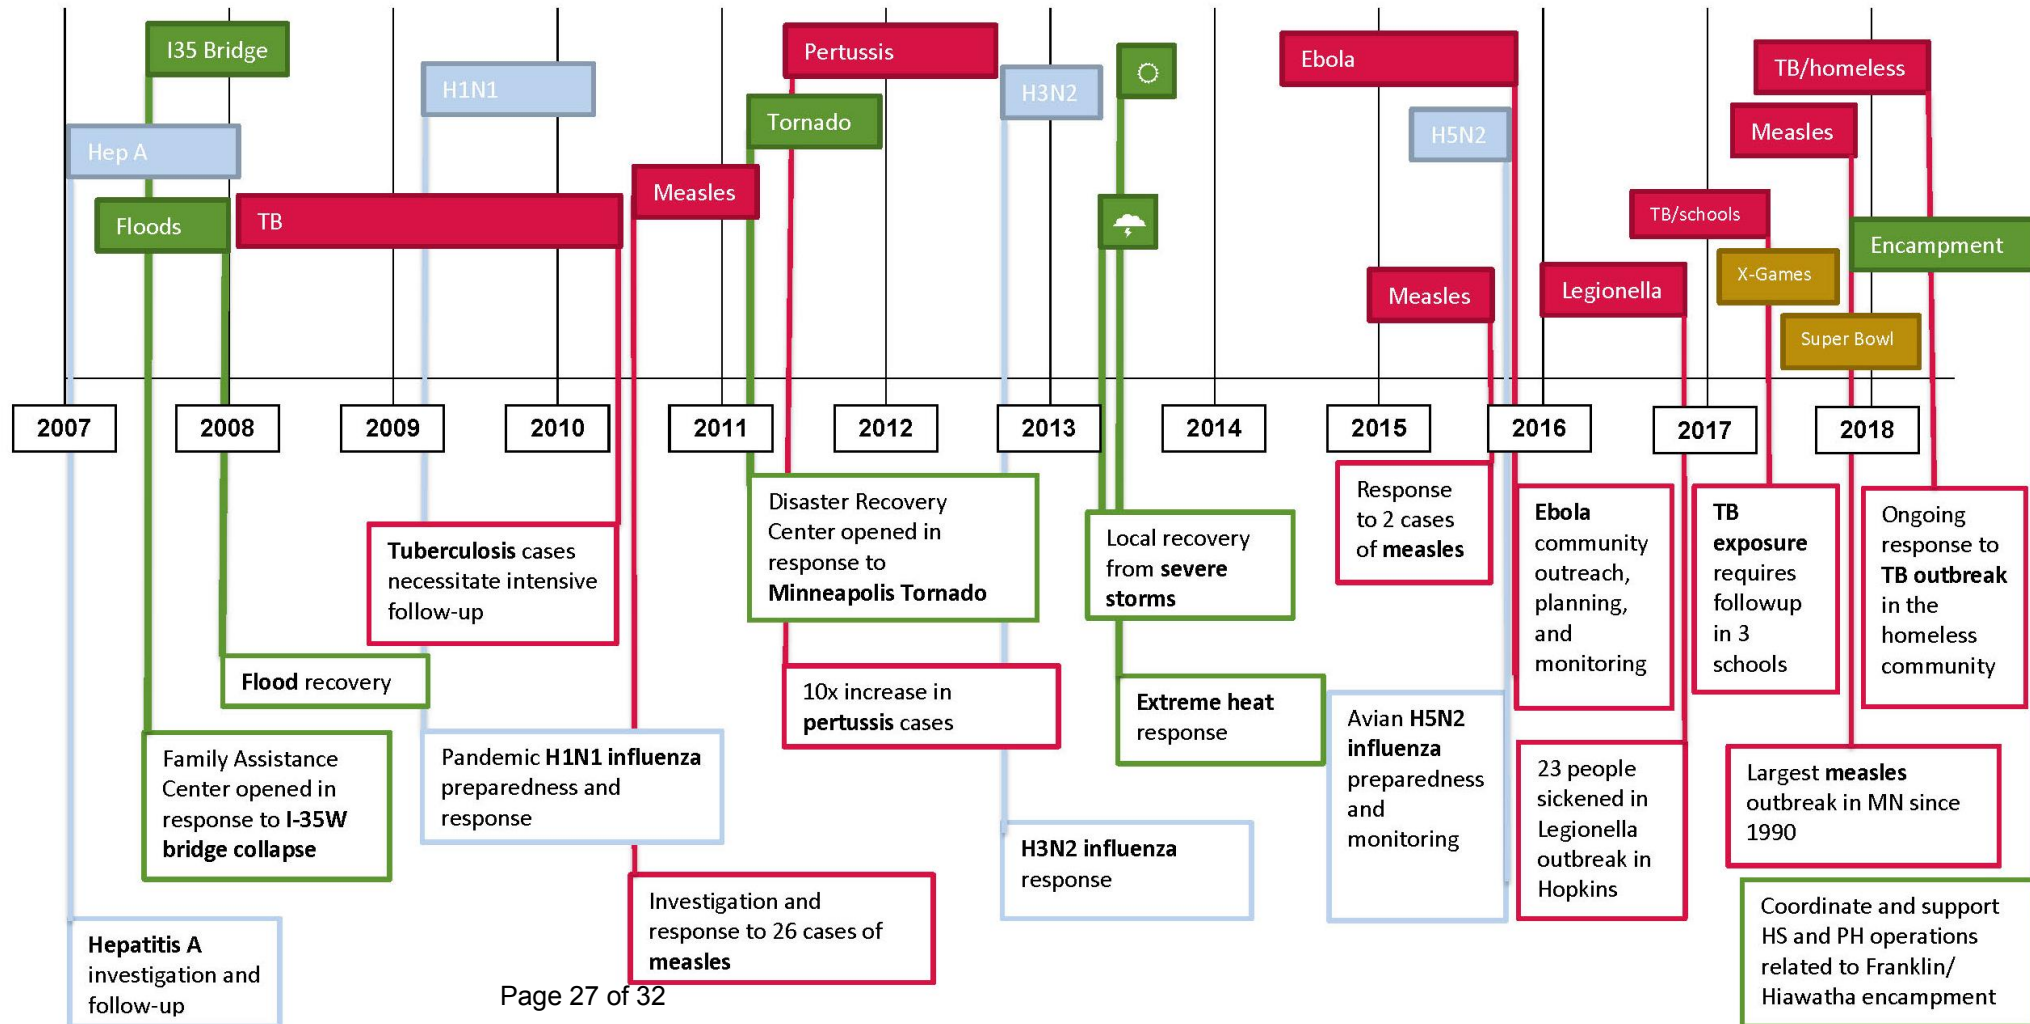 I35 Bridge
Hep A
Floods
TB
H1N1
Measles
Tornado
Pertussis
H3N2
Ebola
H5N2
Measles
Legionella
TB/homeless
Measles
TB/schools
X-Games
Super Bowl
Encampment
2007
2008
2009
2010
2011
2012
2013
2014
2015
2016
2017
2018
Hepatitis A
investigation and
follow-up
Family Assistance
Center opened in
response to I-35W
bridge collapse
Flood recovery
Tuberculosis cases
necessitate intensive
follow-up
Pandemic H1N1 influenza
preparedness and
response
Investigation and
response to 26 cases of
measles
Disaster Recovery
Center opened in
response to
Minneapolis Tornado
10x increase in
pertussis cases
H3N2 influenza
response
Local recovery
from severe
storms
Extreme heat
response
Response
to 2 cases
of measles
Avian H5N2
influenza
preparedness
and
monitoring
Ebola
community
outreach,
planning,
and
monitoring
23 people
sickened in
Legionella
outbreak in
Hopkins
TB
exposure
requires
followup
in 3
schools
Largest measles
outbreak in MN since
1990
Ongoing
response to
TB outbreak
in the
homeless
community
Coordinate and support
HS and PH operations
related to Franklin/
Hiawatha encampment
Page 27 of 32